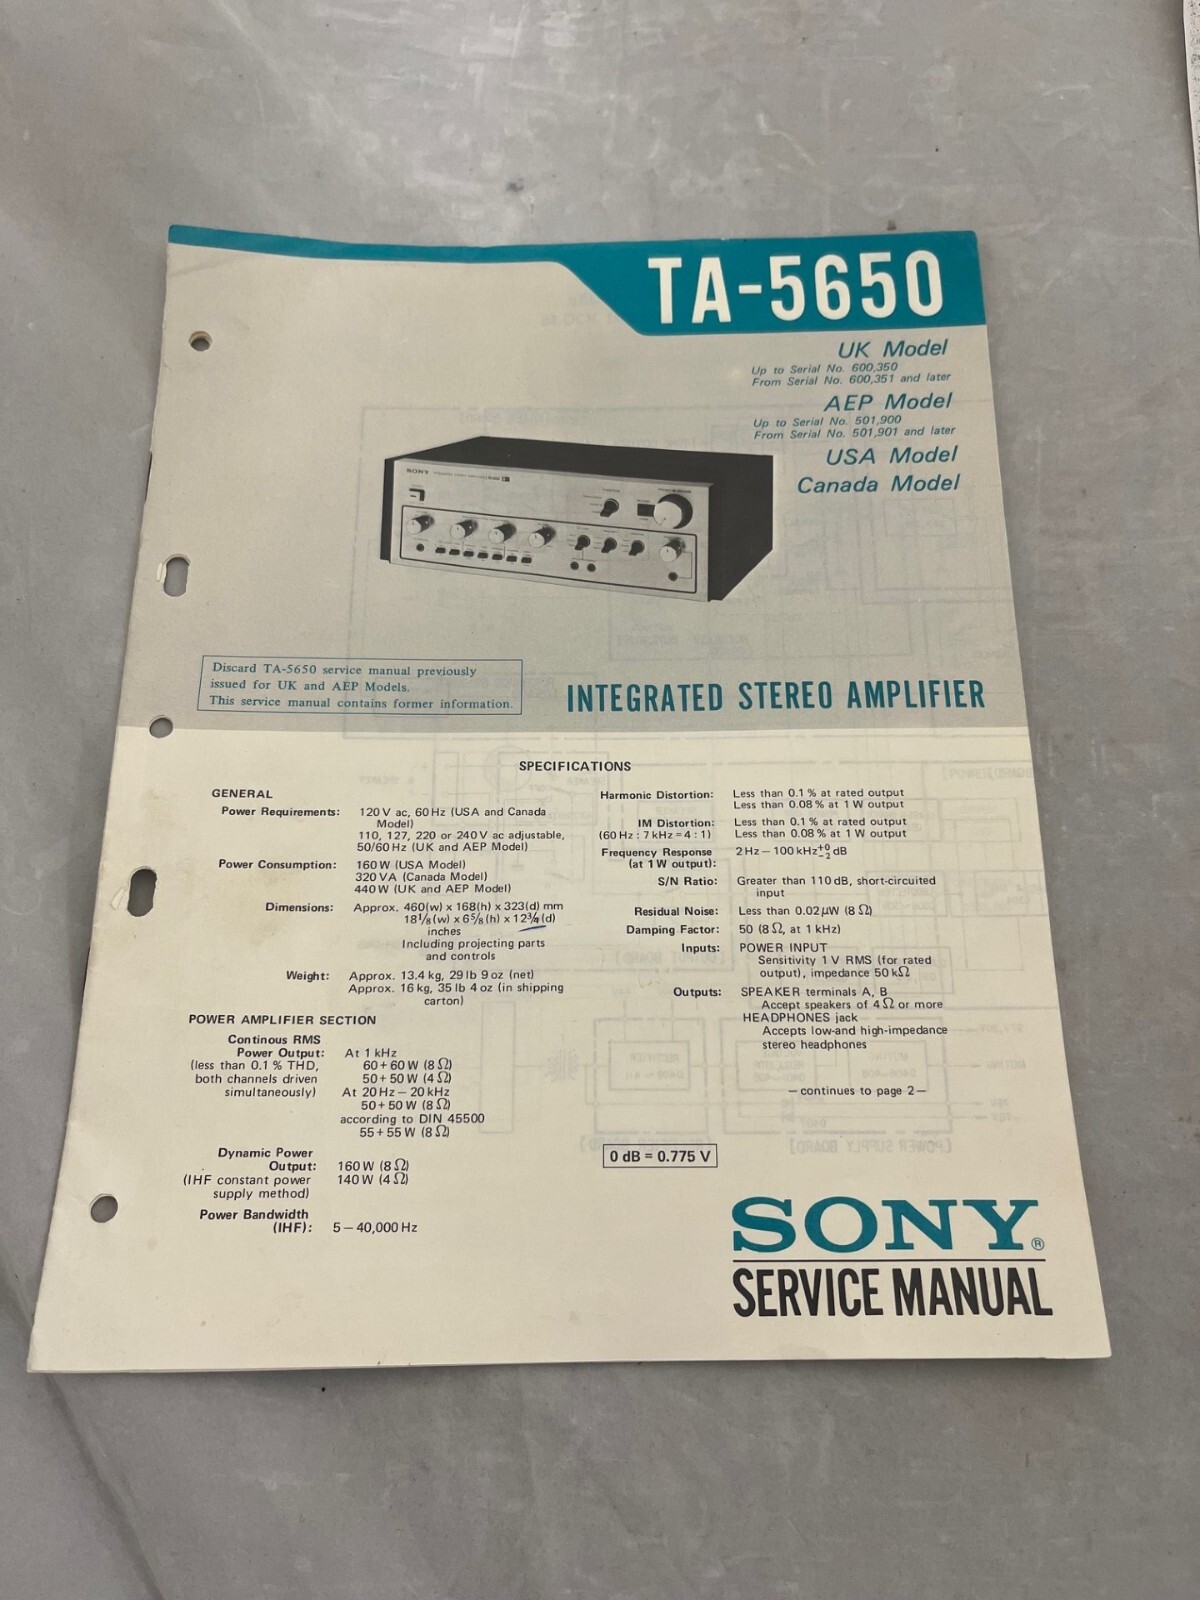 TA-5650
UK Model
Up to Serial No. 600,350
From Serial No. 600,351 and later
AEP Model
Up to Serial No. 501,900
From Serial No. 501,901 and later
USA Model
Canada Model
SONY
Discard TA-5650 service manual previously
issued for UK and AEP Models.
This service manual contains former information.
INTEGRATED STEREO AMPLIFIER
SPECIFICATIONS
GENERAL
Power Requirements: 120 V ac, 60 Hz (USA and Canada
Model)
110, 127, 220 or 240 V ac adjustable,
50/60 Hz (UK and AEP Model)
Power Consumption: 160 W (USA Model)
320 VA (Canada Model)
440 W (UK and AEP Model)
Dimensions: Approx. 460(w) x 168(h) x 323(d) mm
18 1/8 (w) x 6 5/8 (h) x 12 3/4 (d)
inches
Including projecting parts
and controls
Weight: Approx. 13.4 kg, 29 lb 9 oz (net)
Approx. 16 kg, 35 lb 4 oz (in shipping
carton)
POWER AMPLIFIER SECTION
Continous RMS
Power Output: At 1 kHz
(less than 0.1 % THD, 60 + 60 W (8 Ω)
both channels driven 50 + 50 W (4 Ω)
simultaneously) At 20 Hz – 20 kHz
50 + 50 W (8 Ω)
according to DIN 45500
55 + 55 W (8 Ω)
Dynamic Power
Output: 160 W (8 Ω)
(IHF constant power 140 W (4 Ω)
supply method)
Power Bandwidth
(IHF): 5 – 40,000 Hz
Harmonic Distortion: Less than 0.1 % at rated output
Less than 0.08 % at 1 W output
IM Distortion: Less than 0.1 % at rated output
(60 Hz : 7 kHz = 4 : 1) Less than 0.08 % at 1 W output
Frequency Response 2 Hz – 100 kHz +0 -2 dB
(at 1 W output):
S/N Ratio: Greater than 110 dB, short-circuited
input
Residual Noise: Less than 0.02 μW (8 Ω)
Damping Factor: 50 (8 Ω, at 1 kHz)
Inputs: POWER INPUT
Sensitivity 1 V RMS (for rated
output), impedance 50 kΩ
Outputs: SPEAKER terminals A, B
Accept speakers of 4 Ω or more
HEADPHONES jack
Accepts low-and high-impedance
stereo headphones
– continues to page 2 –
0 dB = 0.775 V
SONY®
SERVICE MANUAL